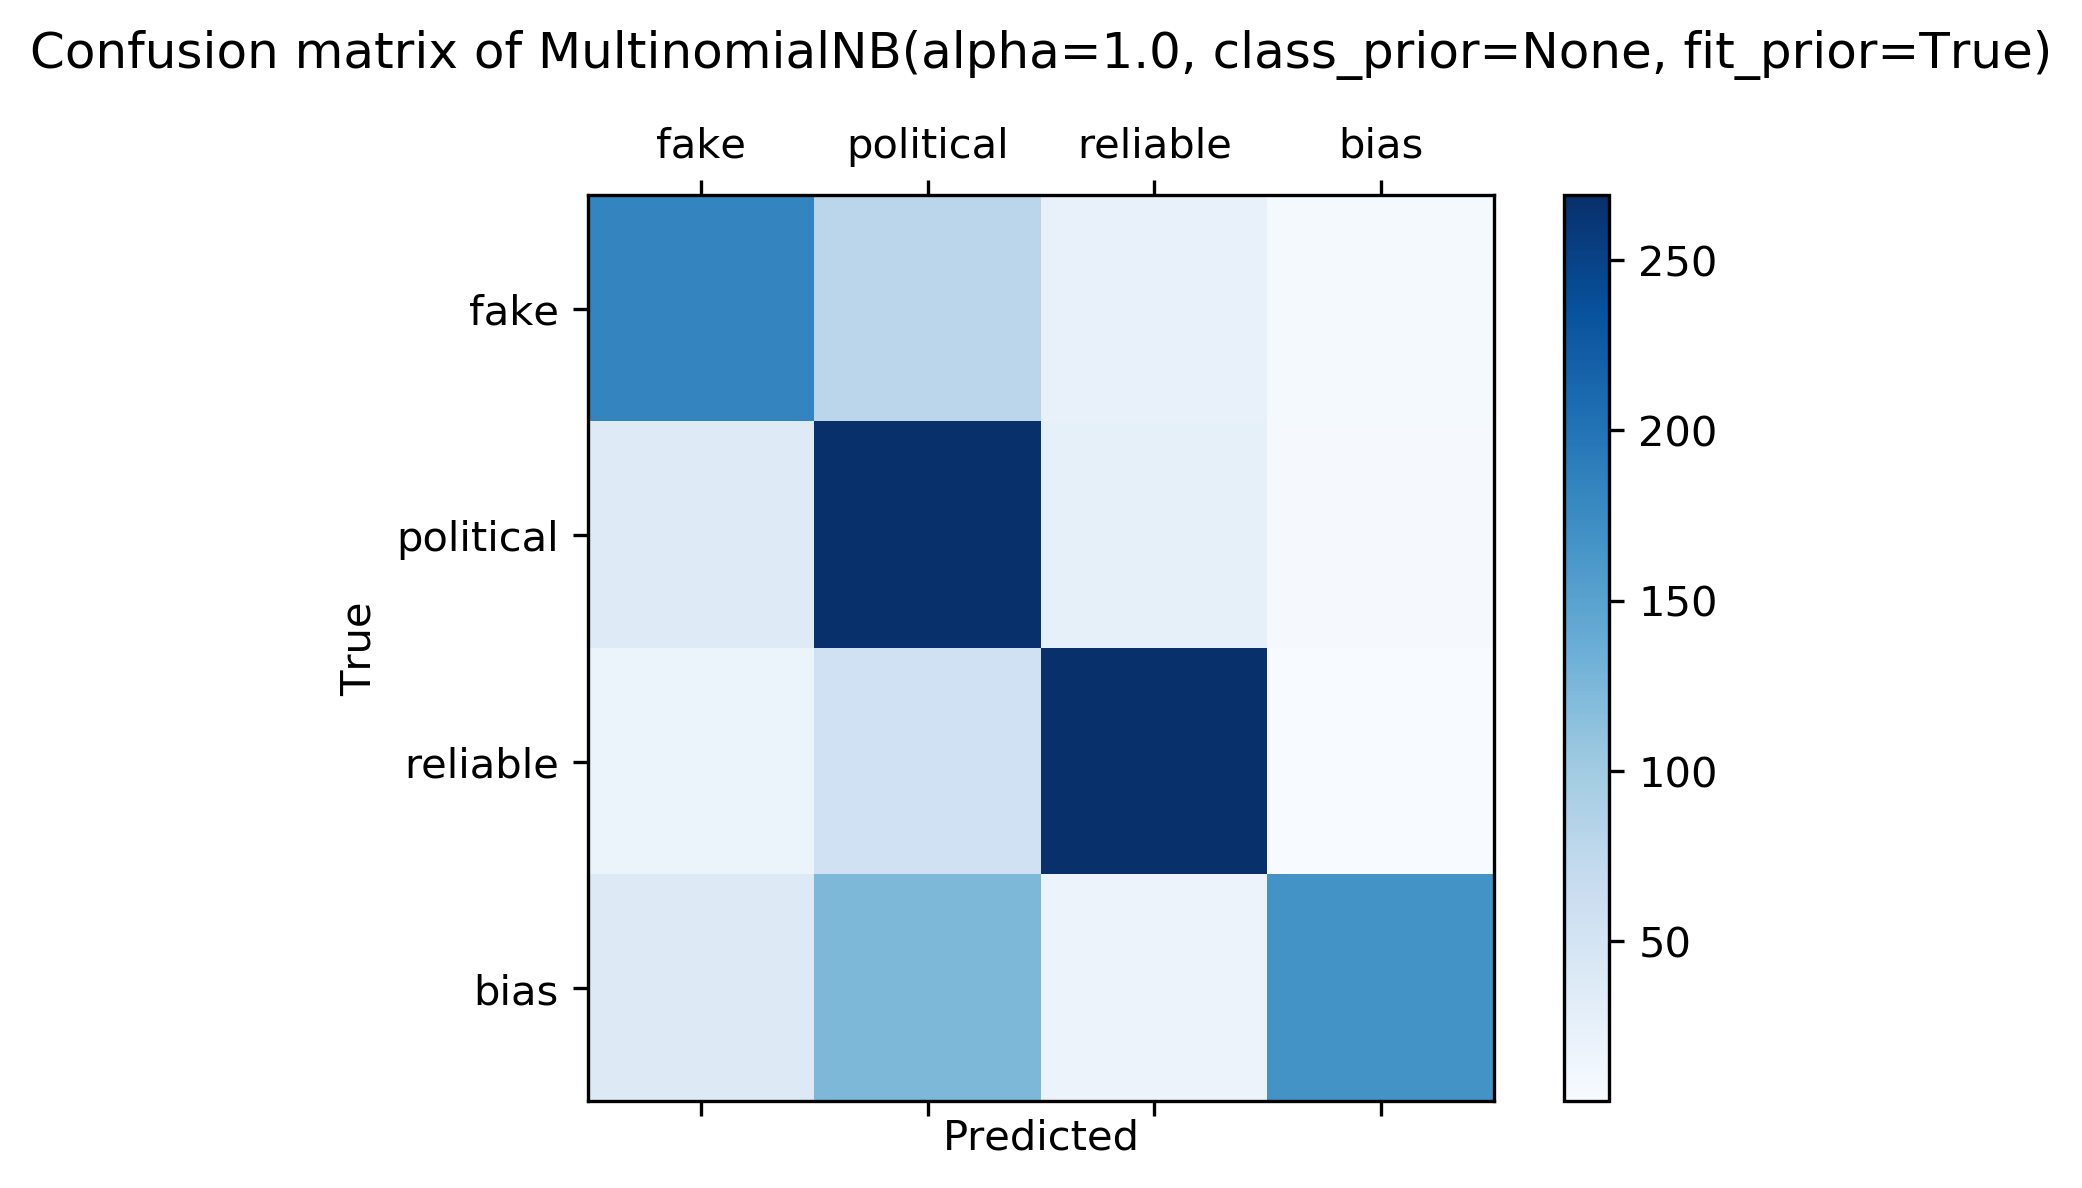 Confusion matrix of MultinomialNB(alpha=1.0, class_prior=None, fit_prior=True)
fake political reliable bias
fake
political
reliable
bias
True
Predicted
250
200
150
100
50